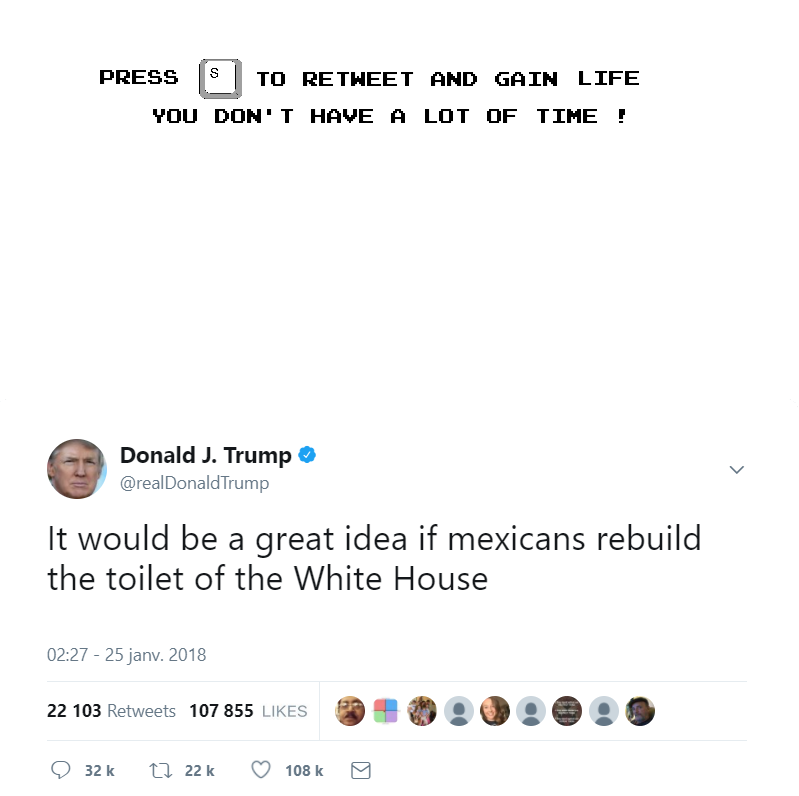 PRESS S TO RETWEET AND GAIN LIFE
YOU DON'T HAVE A LOT OF TIME !
Donald J. Trump
@realDonaldTrump
It would be a great idea if mexicans rebuild
the toilet of the White House
02:27 - 25 janv. 2018
22 103 Retweets 107 855 LIKES
32 k 22 k 108 k